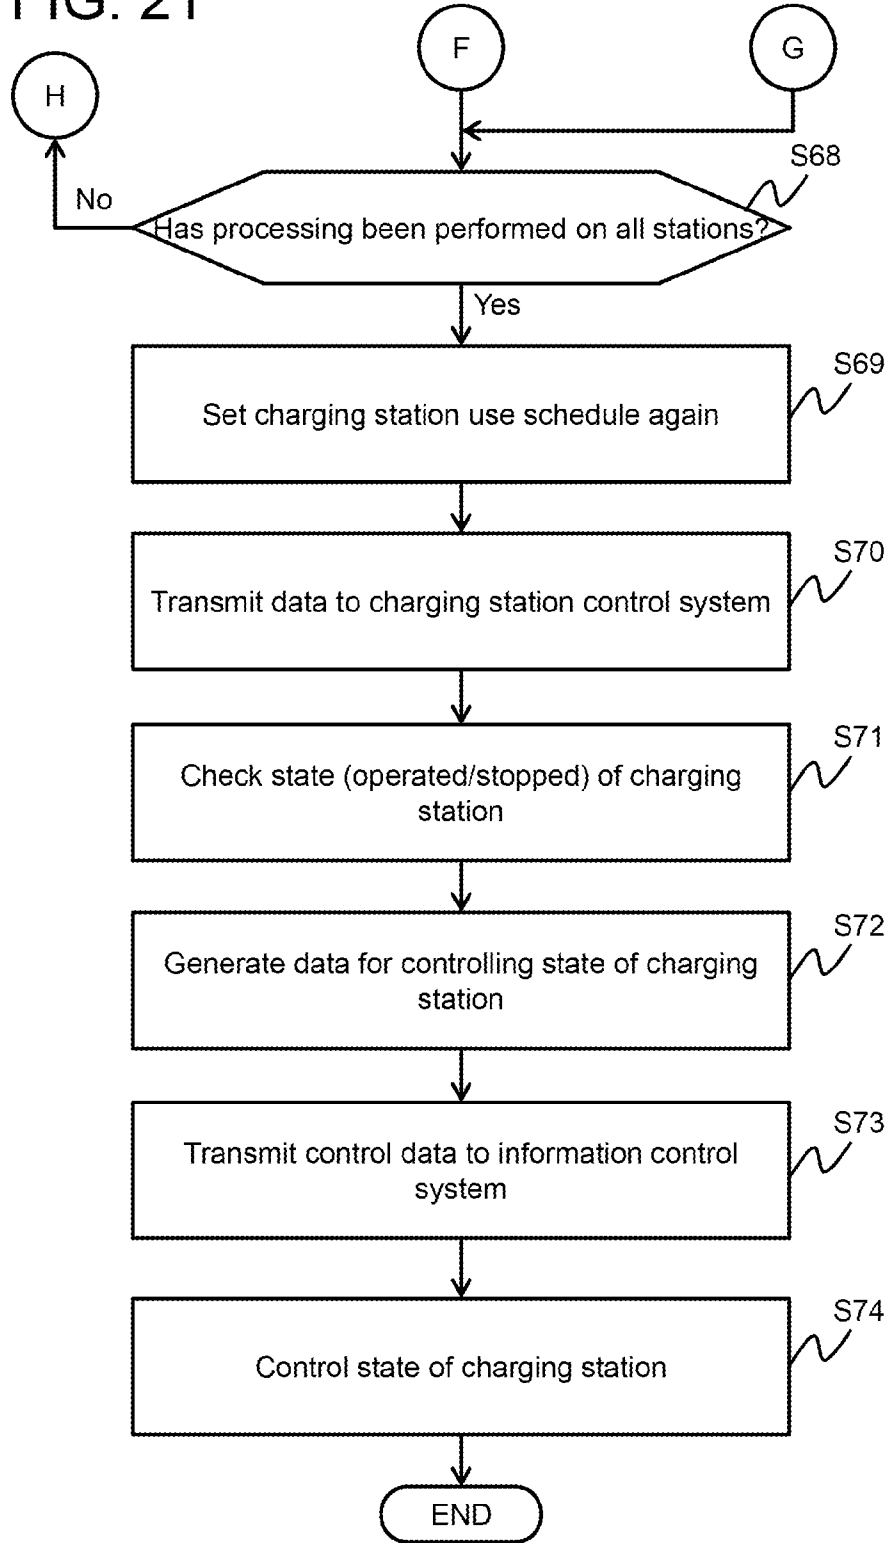 FIG. 21
F
G
H
S68
No
Has processing been performed on all stations?
Yes
S69
Set charging station use schedule again
S70
Transmit data to charging station control system
S71
Check state (operated/stopped) of charging
station
S72
Generate data for controlling state of charging
station
S73
Transmit control data to information control
system
S74
Control state of charging station
END